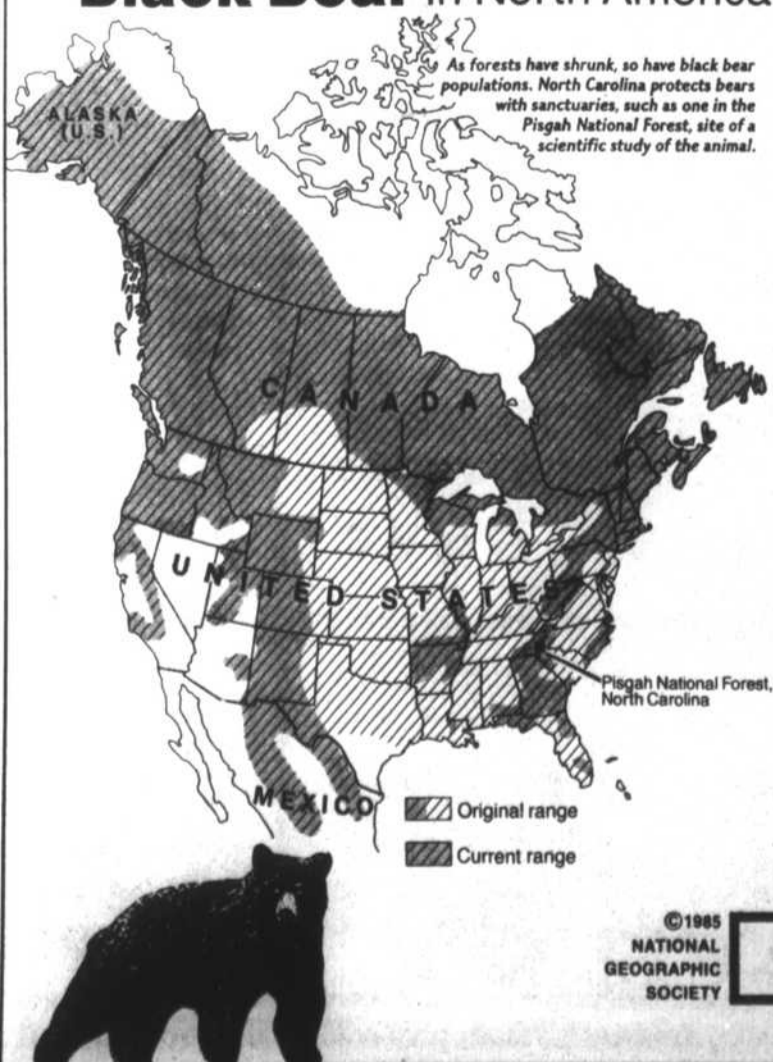 Black Bear in North America
As forests have shrunk, so have black bear
populations. North Carolina protects bears
with sanctuaries, such as one in the
Pisgah National Forest, site of a
scientific study of the animal.
ALASKA
(U.S.)
CANADA
UNITED STATES
Pisgah National Forest,
North Carolina
MEXICO
Original range
Current range
©1985
NATIONAL
GEOGRAPHIC
SOCIETY